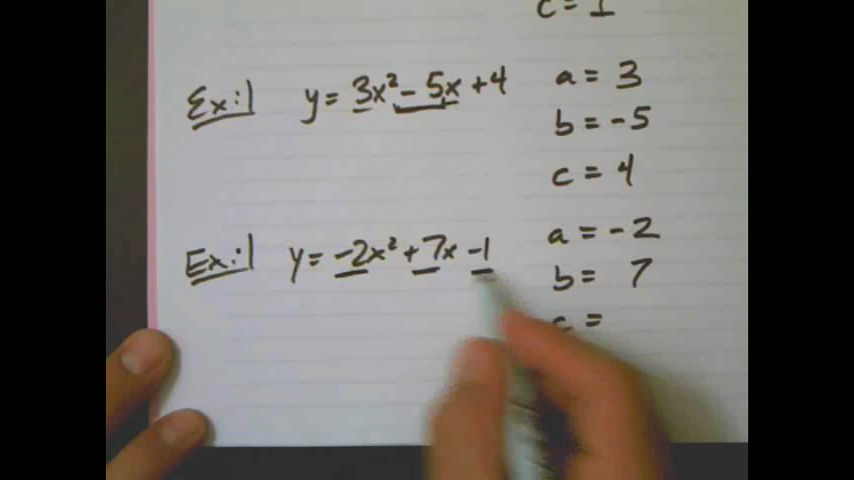 c = 1
Ex:1 y = 3x² - 5x + 4 a = 3
b = -5
c = 4
Ex:1 y = -2x² + 7x - 1 a = -2
b = 7
c =